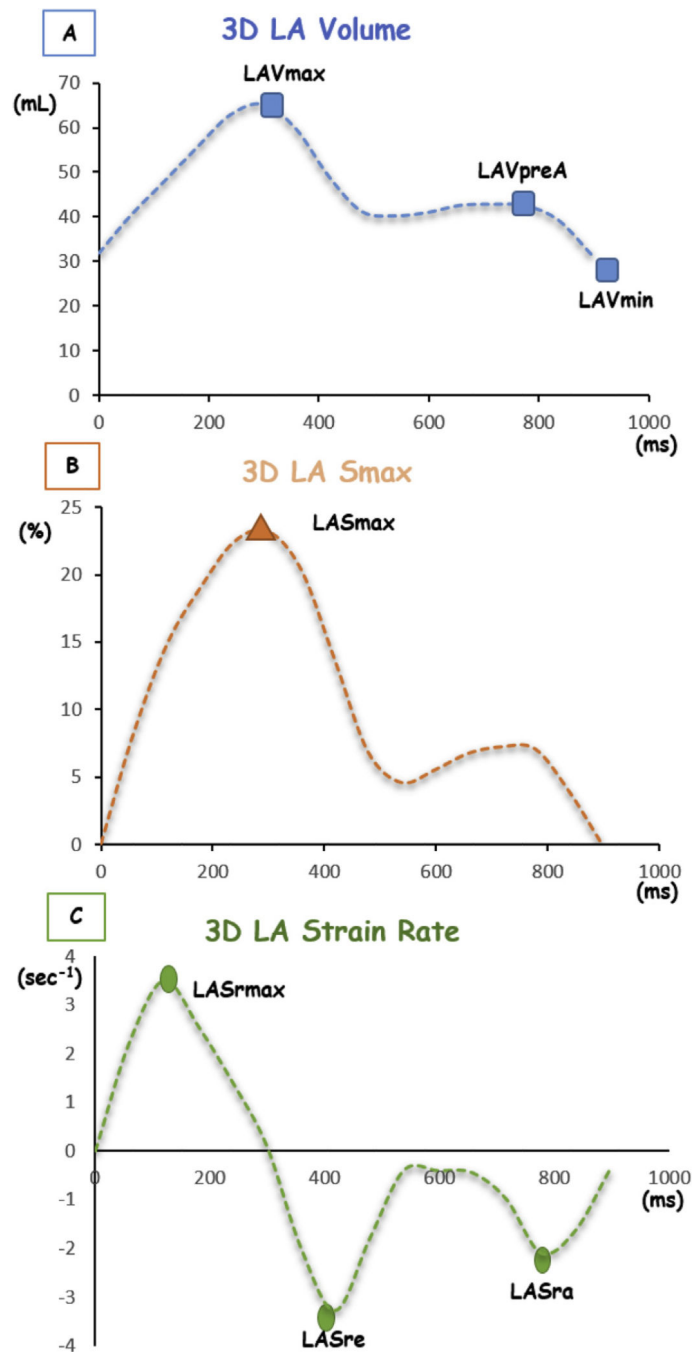 A
3D LA Volume
(mL)
70
60
50
40
30
20
10
0
LAVmax
LAVpreA
LAVmin
0 200 400 600 800 1000
(ms)
B
3D LA Smax
(%)
25
20
15
10
5
0
LASmax
0 200 400 600 800 1000
(ms)
C
3D LA Strain Rate
(sec⁻¹)
4
3
2
1
0
-1
-2
-3
-4
LASrmax
0 200 400 600 800 1000
(ms)
LASra
LASre